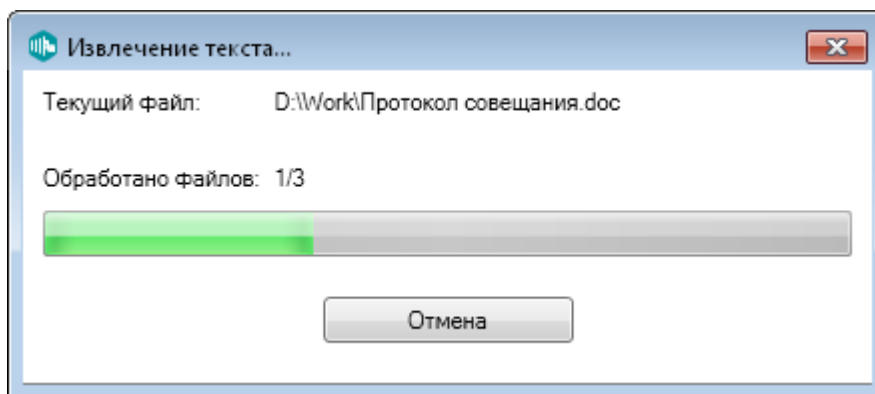 Извлечение текста...
Текущий файл: D:\Work\Протокол совещания.doc
Обработано файлов: 1/3
Отмена